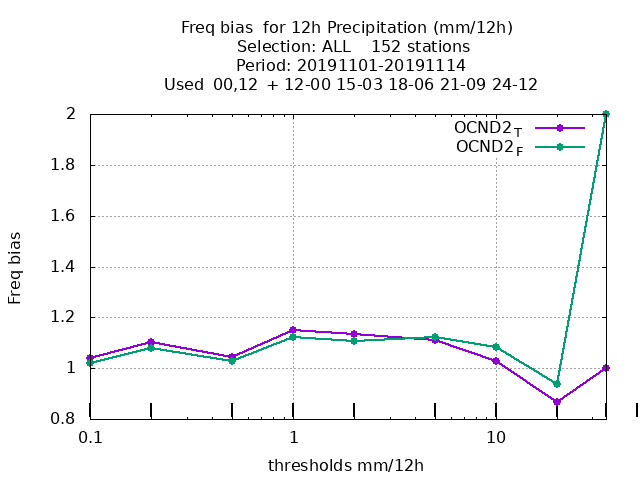 Freq bias  for 12h Precipitation (mm/12h)
Selection: ALL    152 stations
Period: 20191101-20191114
Used  00,12  + 12-00 15-03 18-06 21-09 24-12
OCND2T
OCND2F
2
1.8
1.6
1.4
1.2
1
0.8
Freq bias
0.1 1 10
thresholds mm/12h